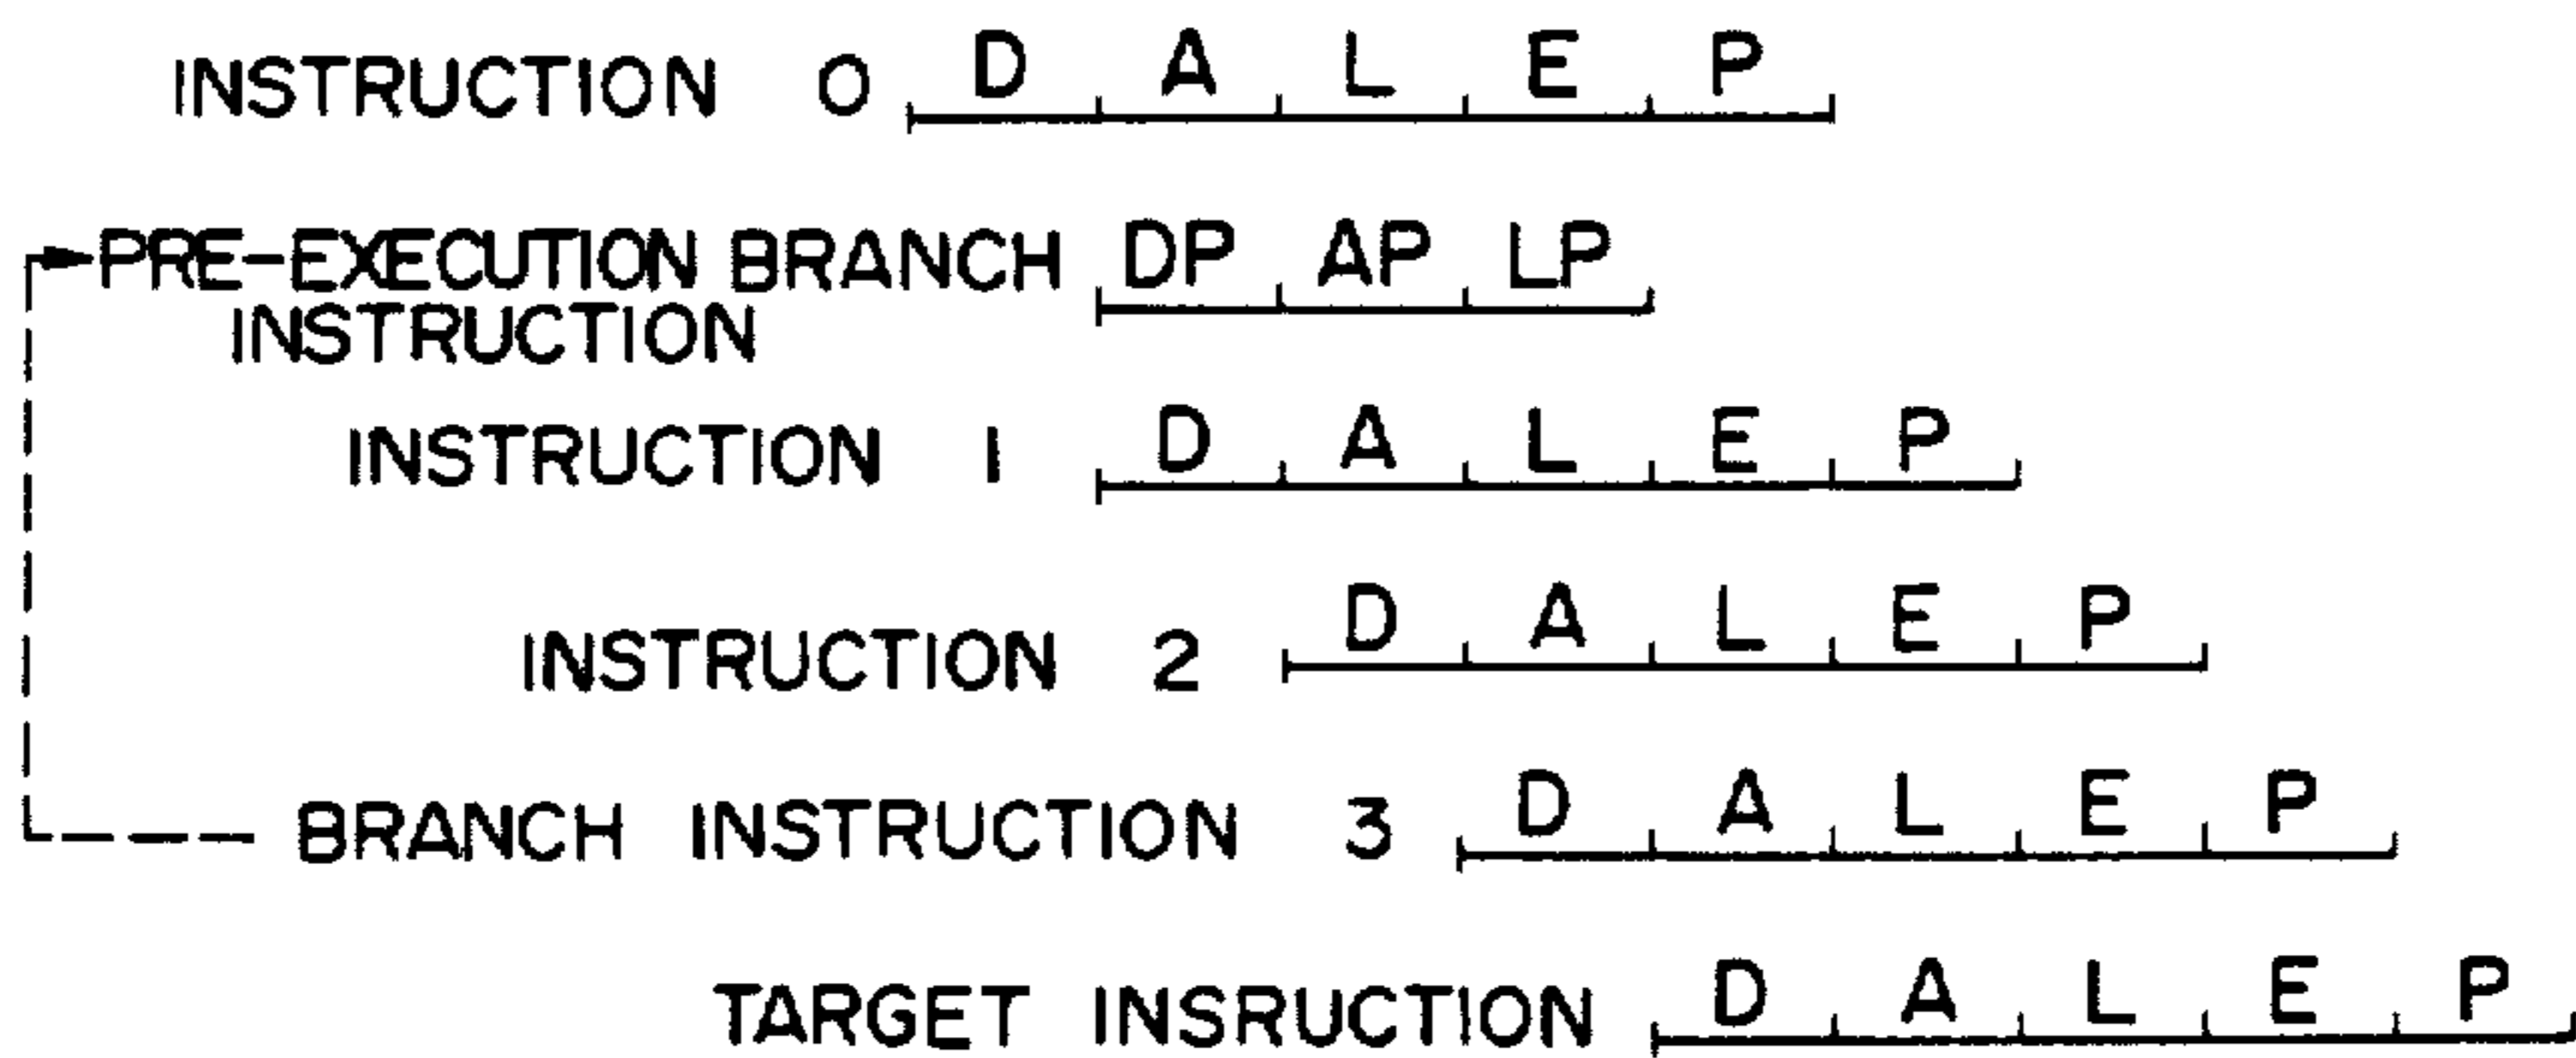 INSTRUCTION 0 D A L E P
PRE-EXECUTION BRANCH DP AP LP
INSTRUCTION
INSTRUCTION 1 D A L E P
INSTRUCTION 2 D A L E P
BRANCH INSTRUCTION 3 D A L E P
TARGET INSRUCTION D A L E P